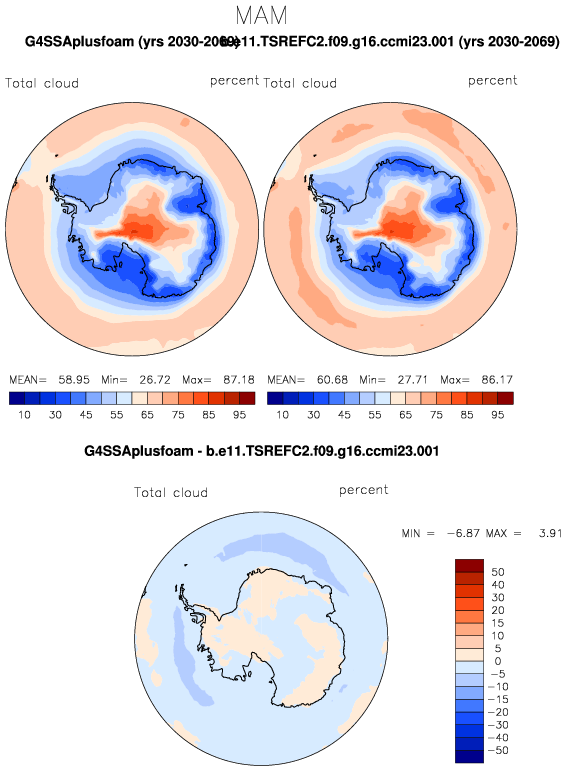 MAM
G4SSAplusfoam (yrs 2030-2069) b.e11.TSREFC2.f09.g16.ccmi23.001 (yrs 2030-2069)
Total cloud percent Total cloud percent
MEAN= 58.95 Min= 26.72 Max= 87.18 MEAN= 60.68 Min= 27.71 Max= 86.17
10 30 45 55 65 75 85 95 10 30 45 55 65 75 85 95
G4SSAplusfoam - b.e11.TSREFC2.f09.g16.ccmi23.001
Total cloud percent
MIN = -6.87 MAX = 3.91
50
40
30
20
15
10
5
0
-5
-10
-15
-20
-30
-40
-50